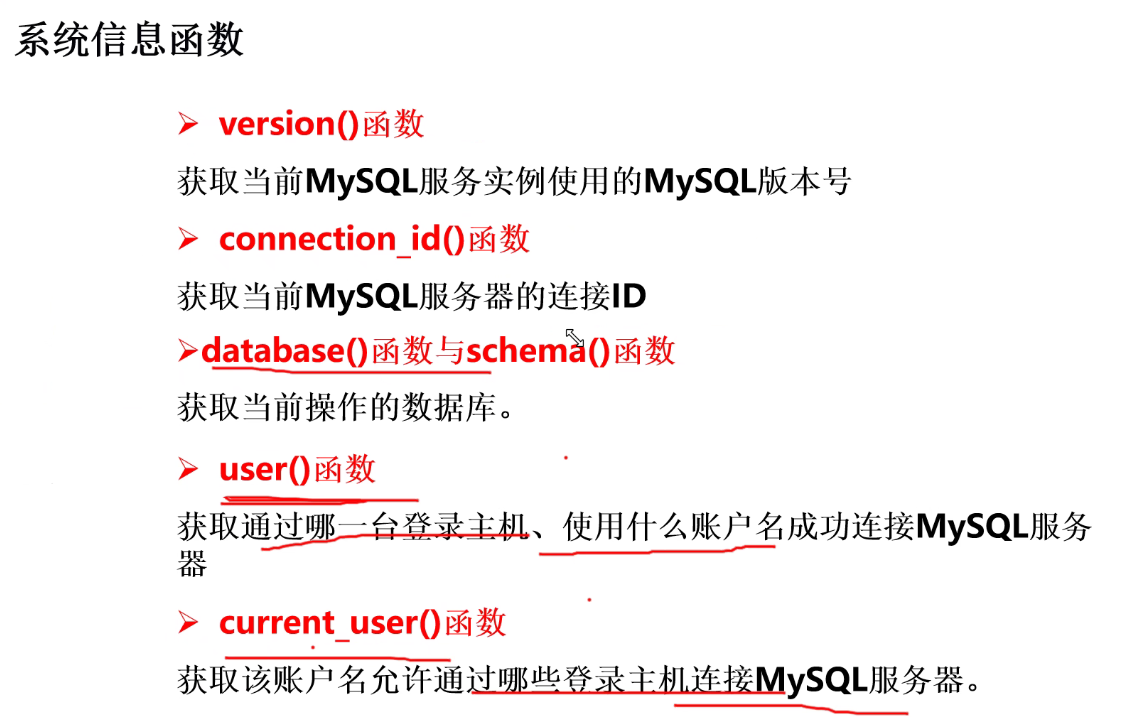 系统信息函数
➢ version()函数
获取当前MySQL服务实例使用的MySQL版本号
➢ connection_id()函数
获取当前MySQL服务器的连接ID
➢database()函数与schema()函数
获取当前操作的数据库。
➢ user()函数
获取通过哪一台登录主机、使用什么账户名成功连接MySQL服务
器
➢ current_user()函数
获取该账户名允许通过哪些登录主机连接MySQL服务器。